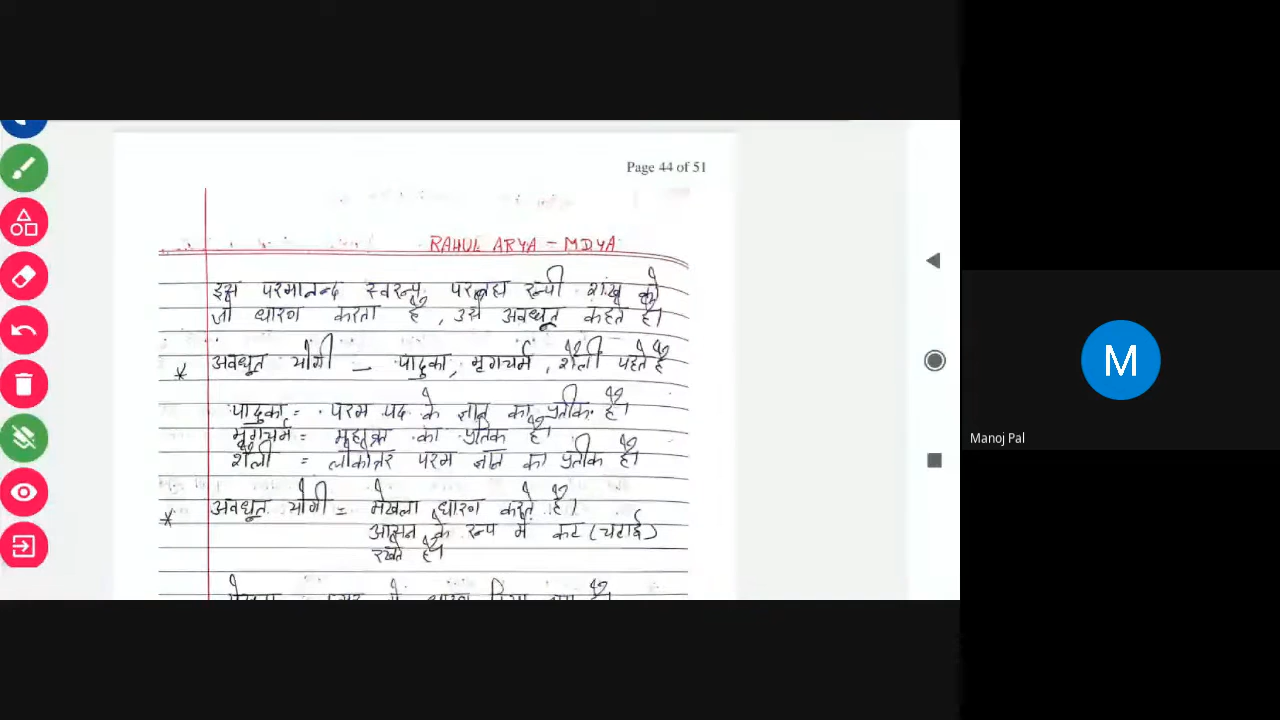 Page 44 of 51
RAHUL ARYA - MDYA
इस परमानन्द स्वरूप परब्रह्म रूपी शंख को
जो धारण करता है, उसे अवधूत कहते है।
* अवधूत योगी - पादुका, मृगचर्म, शैली पहते है
पादुका = परम पद के ज्ञान का प्रतीक है।
मृगचर्म = का प्रतिक है।
शैली = लोकोत्तर परम ज्ञान का प्रतीक है।
* अवधूत योगी = मेखला धारण करते है।
आसन के रूप में कट (चटाई)
रखते है।
M
Manoj Pal